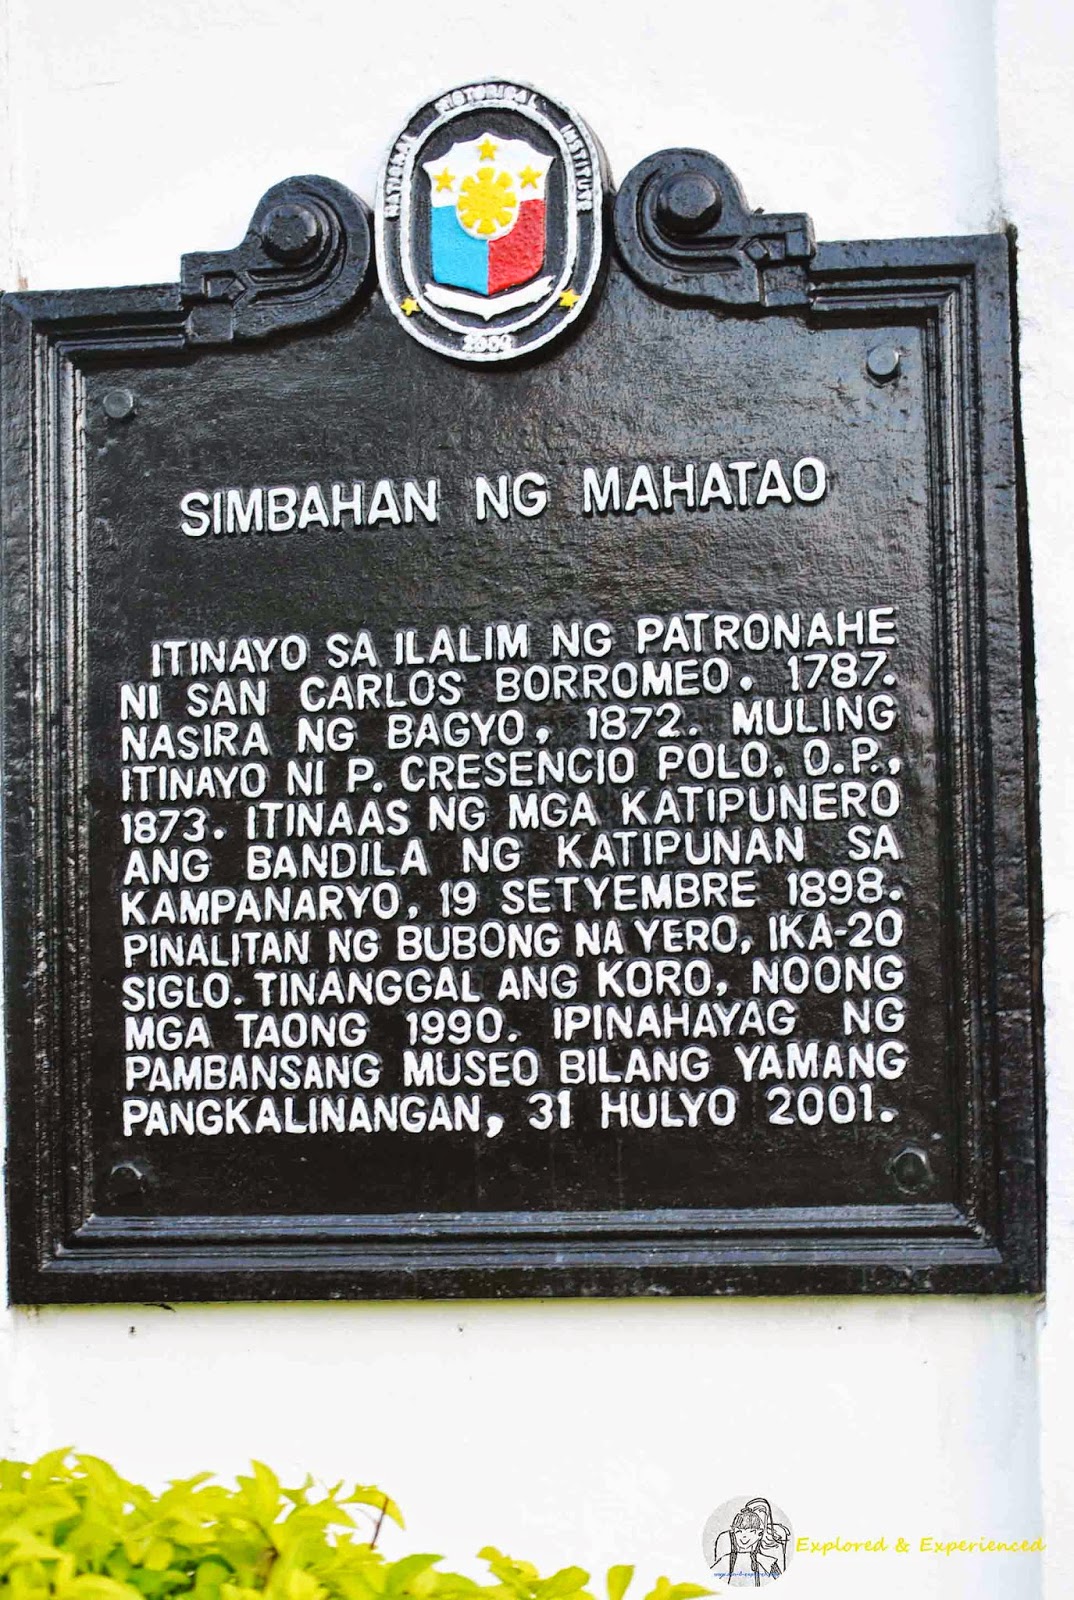 NATIONAL HISTORICAL INSTITUTE
SIMBAHAN NG MAHATAO
ITINAYO SA ILALIM NG PATRONAHE
NI SAN CARLOS BORROMEO. 1787.
NASIRA NG BAGYO, 1872. MULING
ITINAYO NI P. CRESENCIO POLO, O.P.,
1873. ITINAAS NG MGA KATIPUNERO
ANG BANDILA NG KATIPUNAN SA
KAMPANARYO, 19 SETYEMBRE 1898.
PINALITAN NG BUBONG NA YERO, IKA-20
SIGLO. TINANGGAL ANG KORO, NOONG
MGA TAONG 1990. IPINAHAYAG NG
PAMBANSANG MUSEO BILANG YAMANG
PANGKALINANGAN, 31 HULYO 2001.
Explored & Experienced